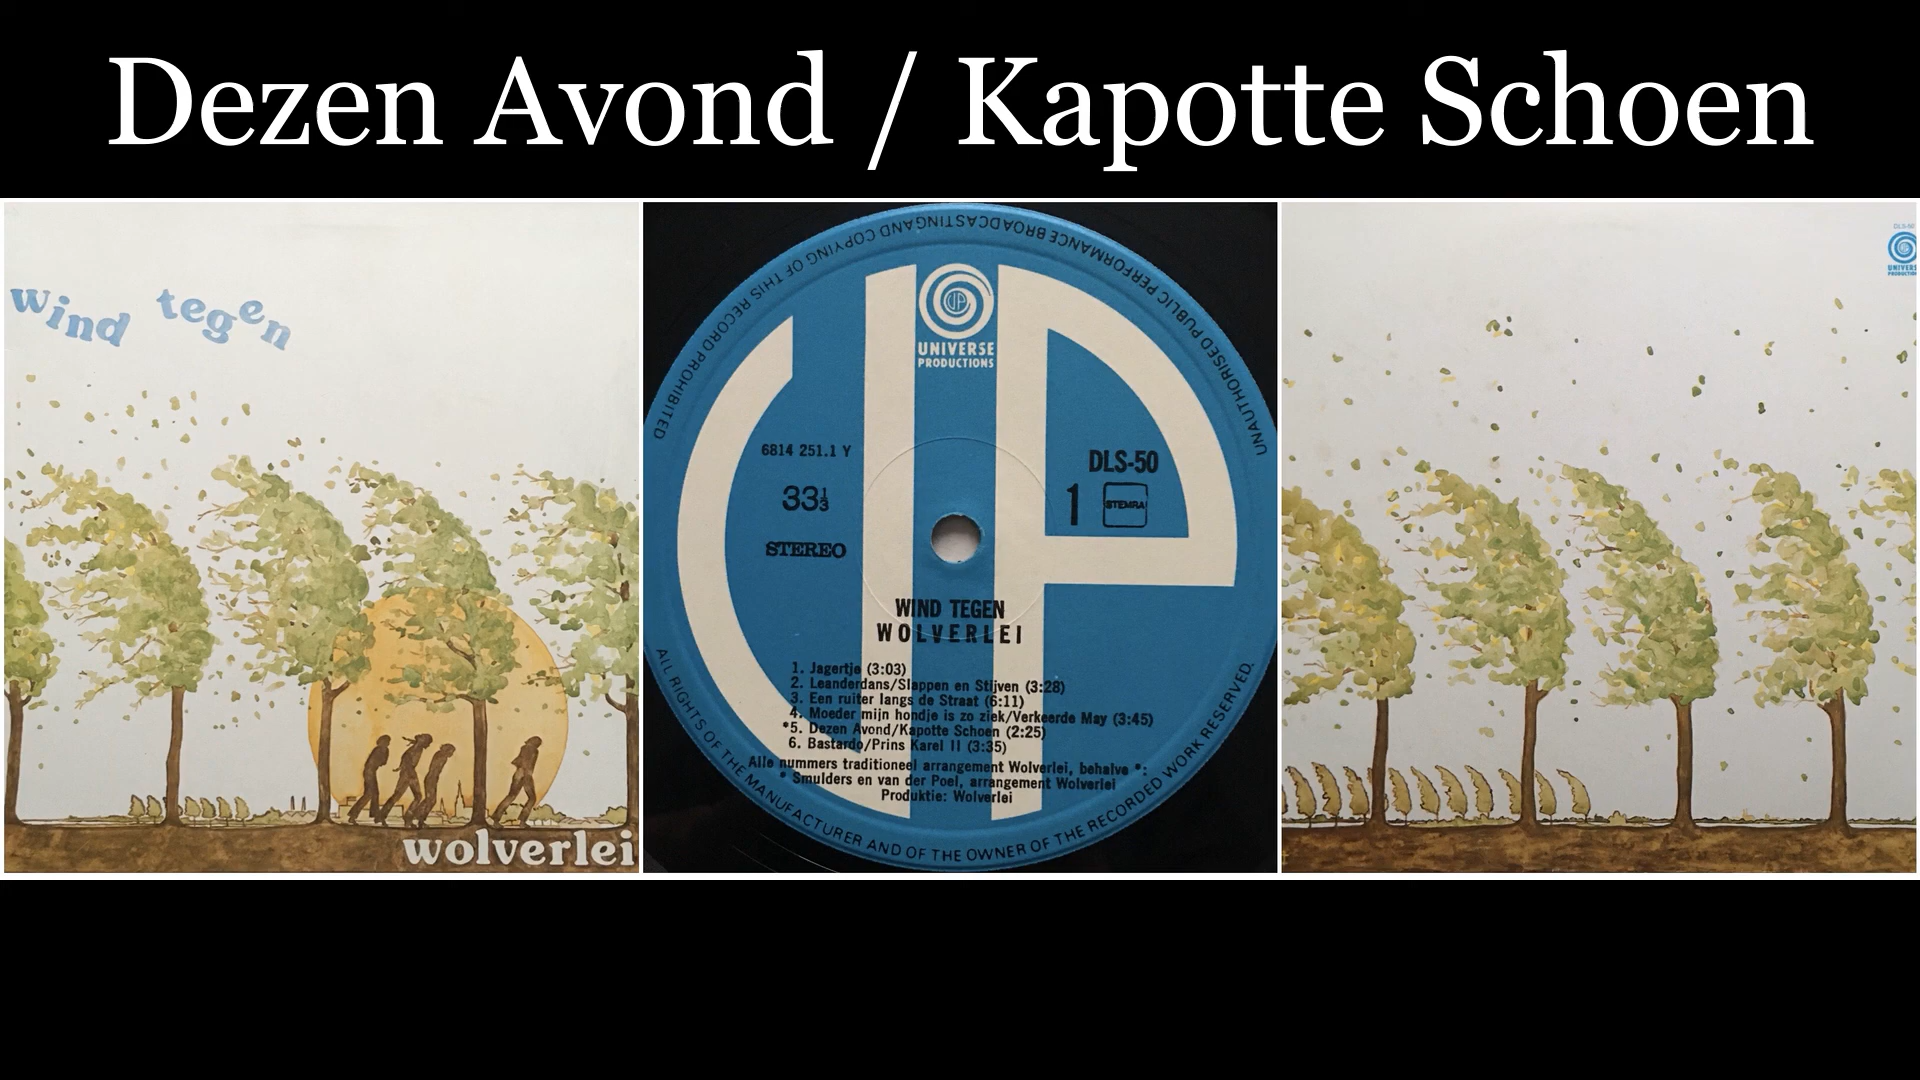 Dezen Avond / Kapotte Schoen
wind tegen
wolverlei
UNAUTHORISED PUBLIC PERFORMANCE BROADCASTING AND COPYING OF THIS RECORD PROHIBITED
UP
UNIVERSE
PRODUCTIONS
6814 251.1 Y
DLS-50
33⅓
1
STEMRA
STEREO
WIND TEGEN
WOLVERLEI
1. Jagertje (3:03)
2. Leanderdans/Slappen en Stijven (3:28)
3. Een ruiter langs de Straat (6:11)
4. Moeder mijn hondje is zo ziek/Verkeerde May (3:45)
*5. Dezen Avond/Kapotte Schoen (2:25)
6. Bastardo/Prins Karel II (3:35)
Alle nummers traditioneel arrangement Wolverlei, behalve *:
* Smulders en van der Poel, arrangement Wolverlei
Produktie: Wolverlei
ALL RIGHTS OF THE MANUFACTURER AND OF THE OWNER OF THE RECORDED WORK RESERVED.
DLS-50
UNIVERS
PRODUCTION